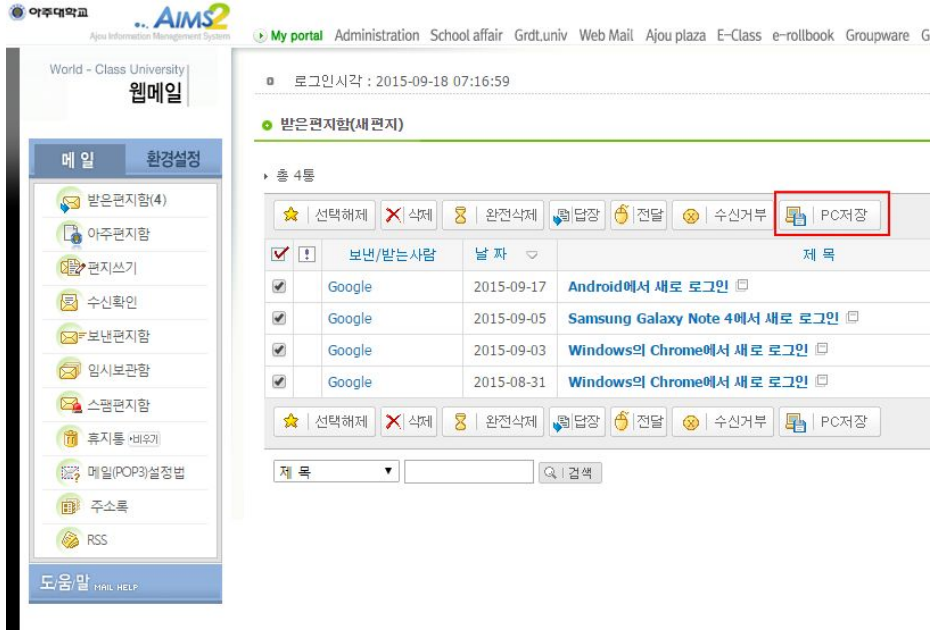 아주대학교
AIMS2
Ajou Information Management System
My portal Administration School affair Grdt,univ Web Mail Ajou plaza E-Class e-rollbook Groupware G
World - Class University
웹메일
메 일 환경설정
받은편지함(4)
아주편지함
편지쓰기
수신확인
보낸편지함
임시보관함
스팸편지함
휴지통 •비우기
메일(POP3)설정법
주소록
RSS
도/움/말 MAIL HELP
로그인시각 : 2015-09-18 07:16:59
받은편지함(새편지)
총 4통
선택해제 삭제 완전삭제 답장 전달 수신거부 PC저장
보낸/받는사람 날 짜 제 목
Google 2015-09-17 Android에서 새로 로그인
Google 2015-09-05 Samsung Galaxy Note 4에서 새로 로그인
Google 2015-09-03 Windows의 Chrome에서 새로 로그인
Google 2015-08-31 Windows의 Chrome에서 새로 로그인
선택해제 삭제 완전삭제 답장 전달 수신거부 PC저장
제 목 검색